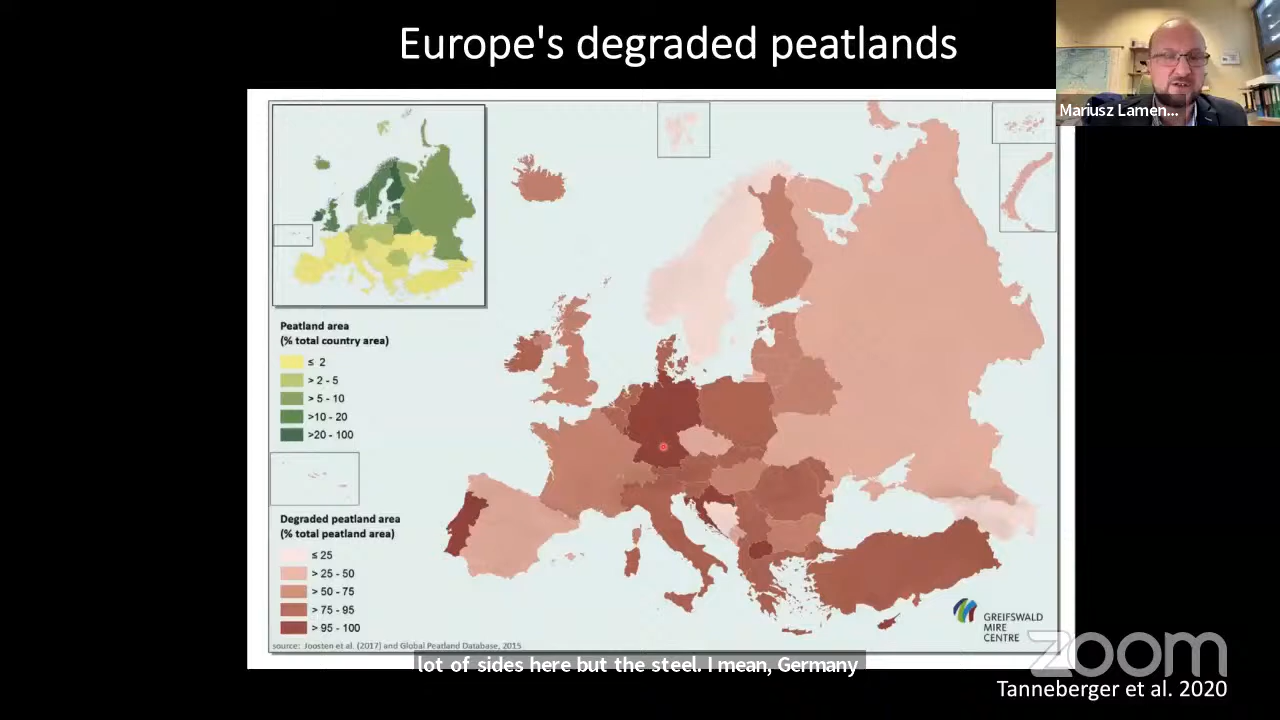 Europe's degraded peatlands
Mariusz Lamen...
Peatland area
(% total country area)
≤ 2
> 2 - 5
> 5 - 10
>10 - 20
>20 - 100
Degraded peatland area
(% total peatland area)
≤ 25
> 25 - 50
> 50 - 75
> 75 - 95
> 95 - 100
GREIFSWALD
MIRE
CENTRE
source: Joosten et al. (2017) and Global Peatland Database, 2015
lot of sides here but the steel. I mean, Germany
zoom
Tanneberger et al. 2020